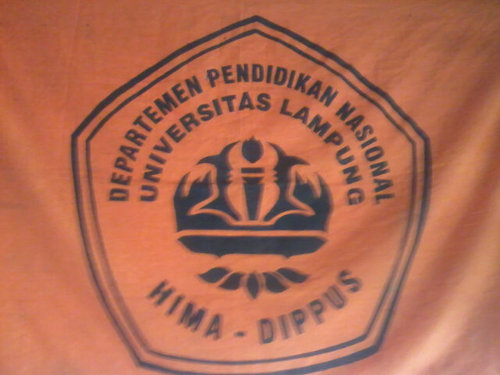 DEPARTEMEN PENDIDIKAN NASIONAL
UNIVERSITAS LAMPUNG
HIMA - DIPPUS